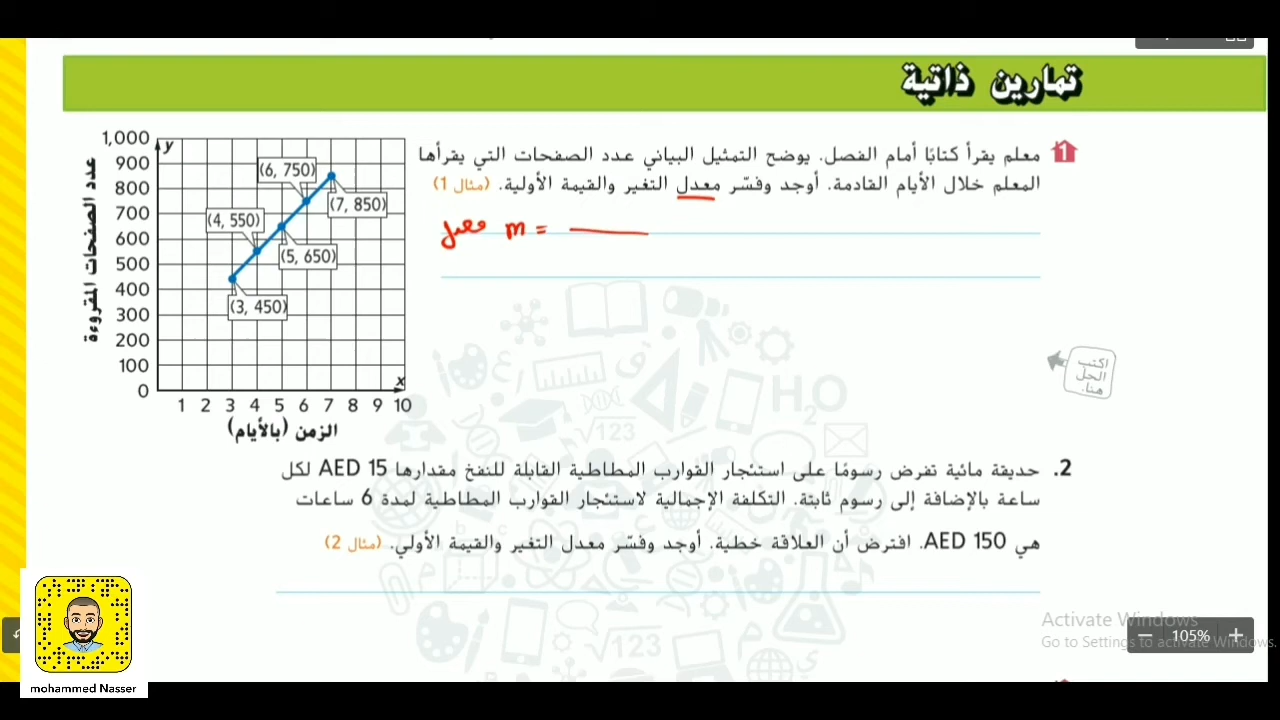 تمارين ذاتية
1 معلم يقرأ كتابًا أمام الفصل. يوضح التمثيل البياني عدد الصفحات التي يقرأها
المعلم خلال الأيام القادمة. أوجد وفسّر معدل التغير والقيمة الأولية. (مثال 1)
معدل m =
اكتب
الحل
هنا.
عدد الصفحات المقروءة
1,000
900
800
700
600
500
400
300
200
100
0
y
(6, 750)
(7, 850)
(4, 550)
(5, 650)
(3, 450)
x
1 2 3 4 5 6 7 8 9 10
الزمن (بالأيام)
2. حديقة مائية تفرض رسومًا على استئجار القوارب المطاطية القابلة للنفخ مقدارها AED 15 لكل
ساعة بالإضافة إلى رسوم ثابتة. التكلفة الإجمالية لاستئجار القوارب المطاطية لمدة 6 ساعات
هي AED 150. افترض أن العلاقة خطية. أوجد وفسّر معدل التغير والقيمة الأولي. (مثال 2)
H2O
√123
√123
mohammed Nasser
Activate Windows
Go to Settings to activate Windows.
− 105% +